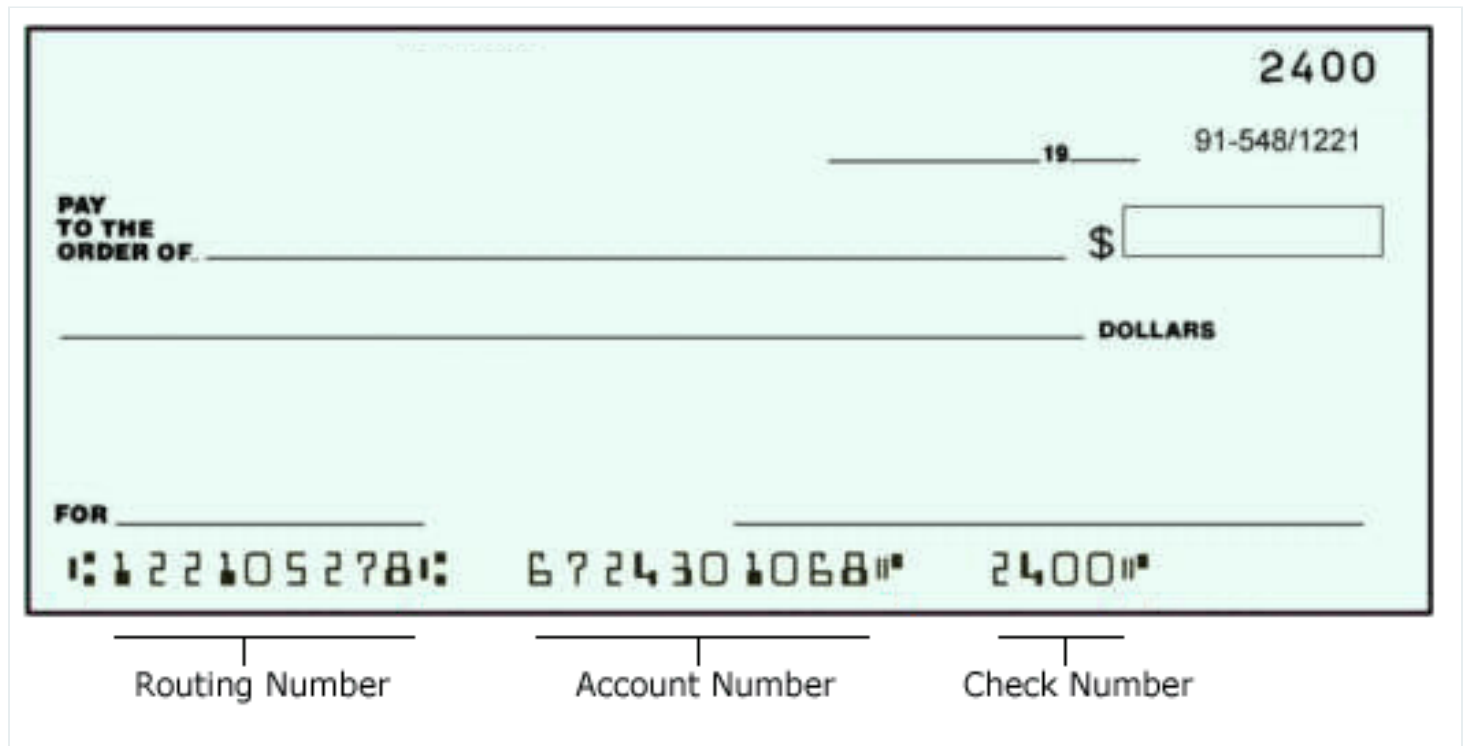 2400
19 91-548/1221
PAY
TO THE
ORDER OF $
DOLLARS
FOR
⑆122105278⑆ 6724301068⑈ 2400⑈
Routing Number Account Number Check Number